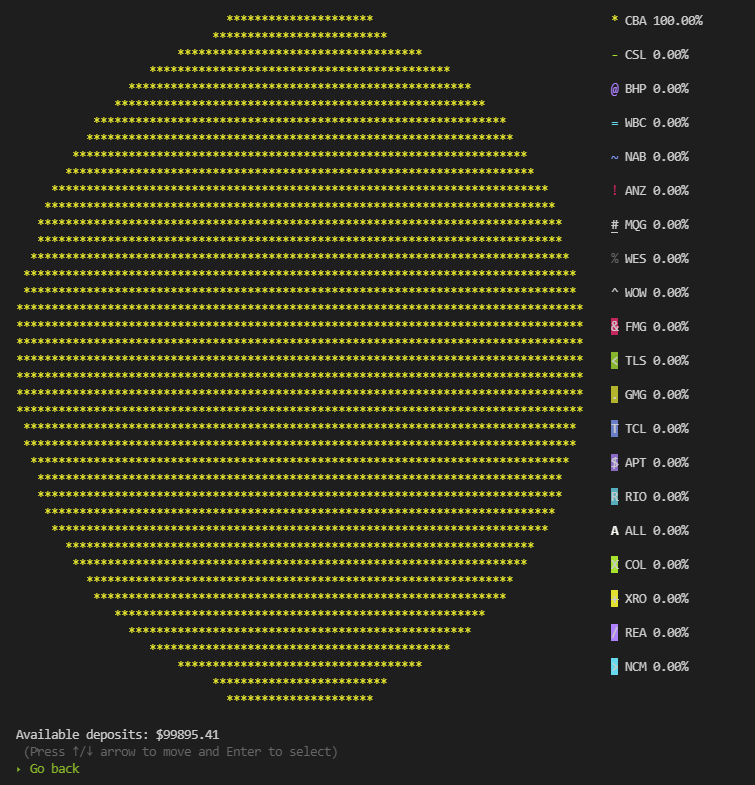 * CBA 100.00%
- CSL 0.00%
@ BHP 0.00%
= WBC 0.00%
~ NAB 0.00%
! ANZ 0.00%
# MQG 0.00%
% WES 0.00%
^ WOW 0.00%
& FMG 0.00%
< TLS 0.00%
. GMG 0.00%
T TCL 0.00%
$ APT 0.00%
R RIO 0.00%
A ALL 0.00%
COL 0.00%
XRO 0.00%
/ REA 0.00%
NCM 0.00%
Available deposits: $99895.41
(Press ↑/↓ arrow to move and Enter to select)
▸ Go back